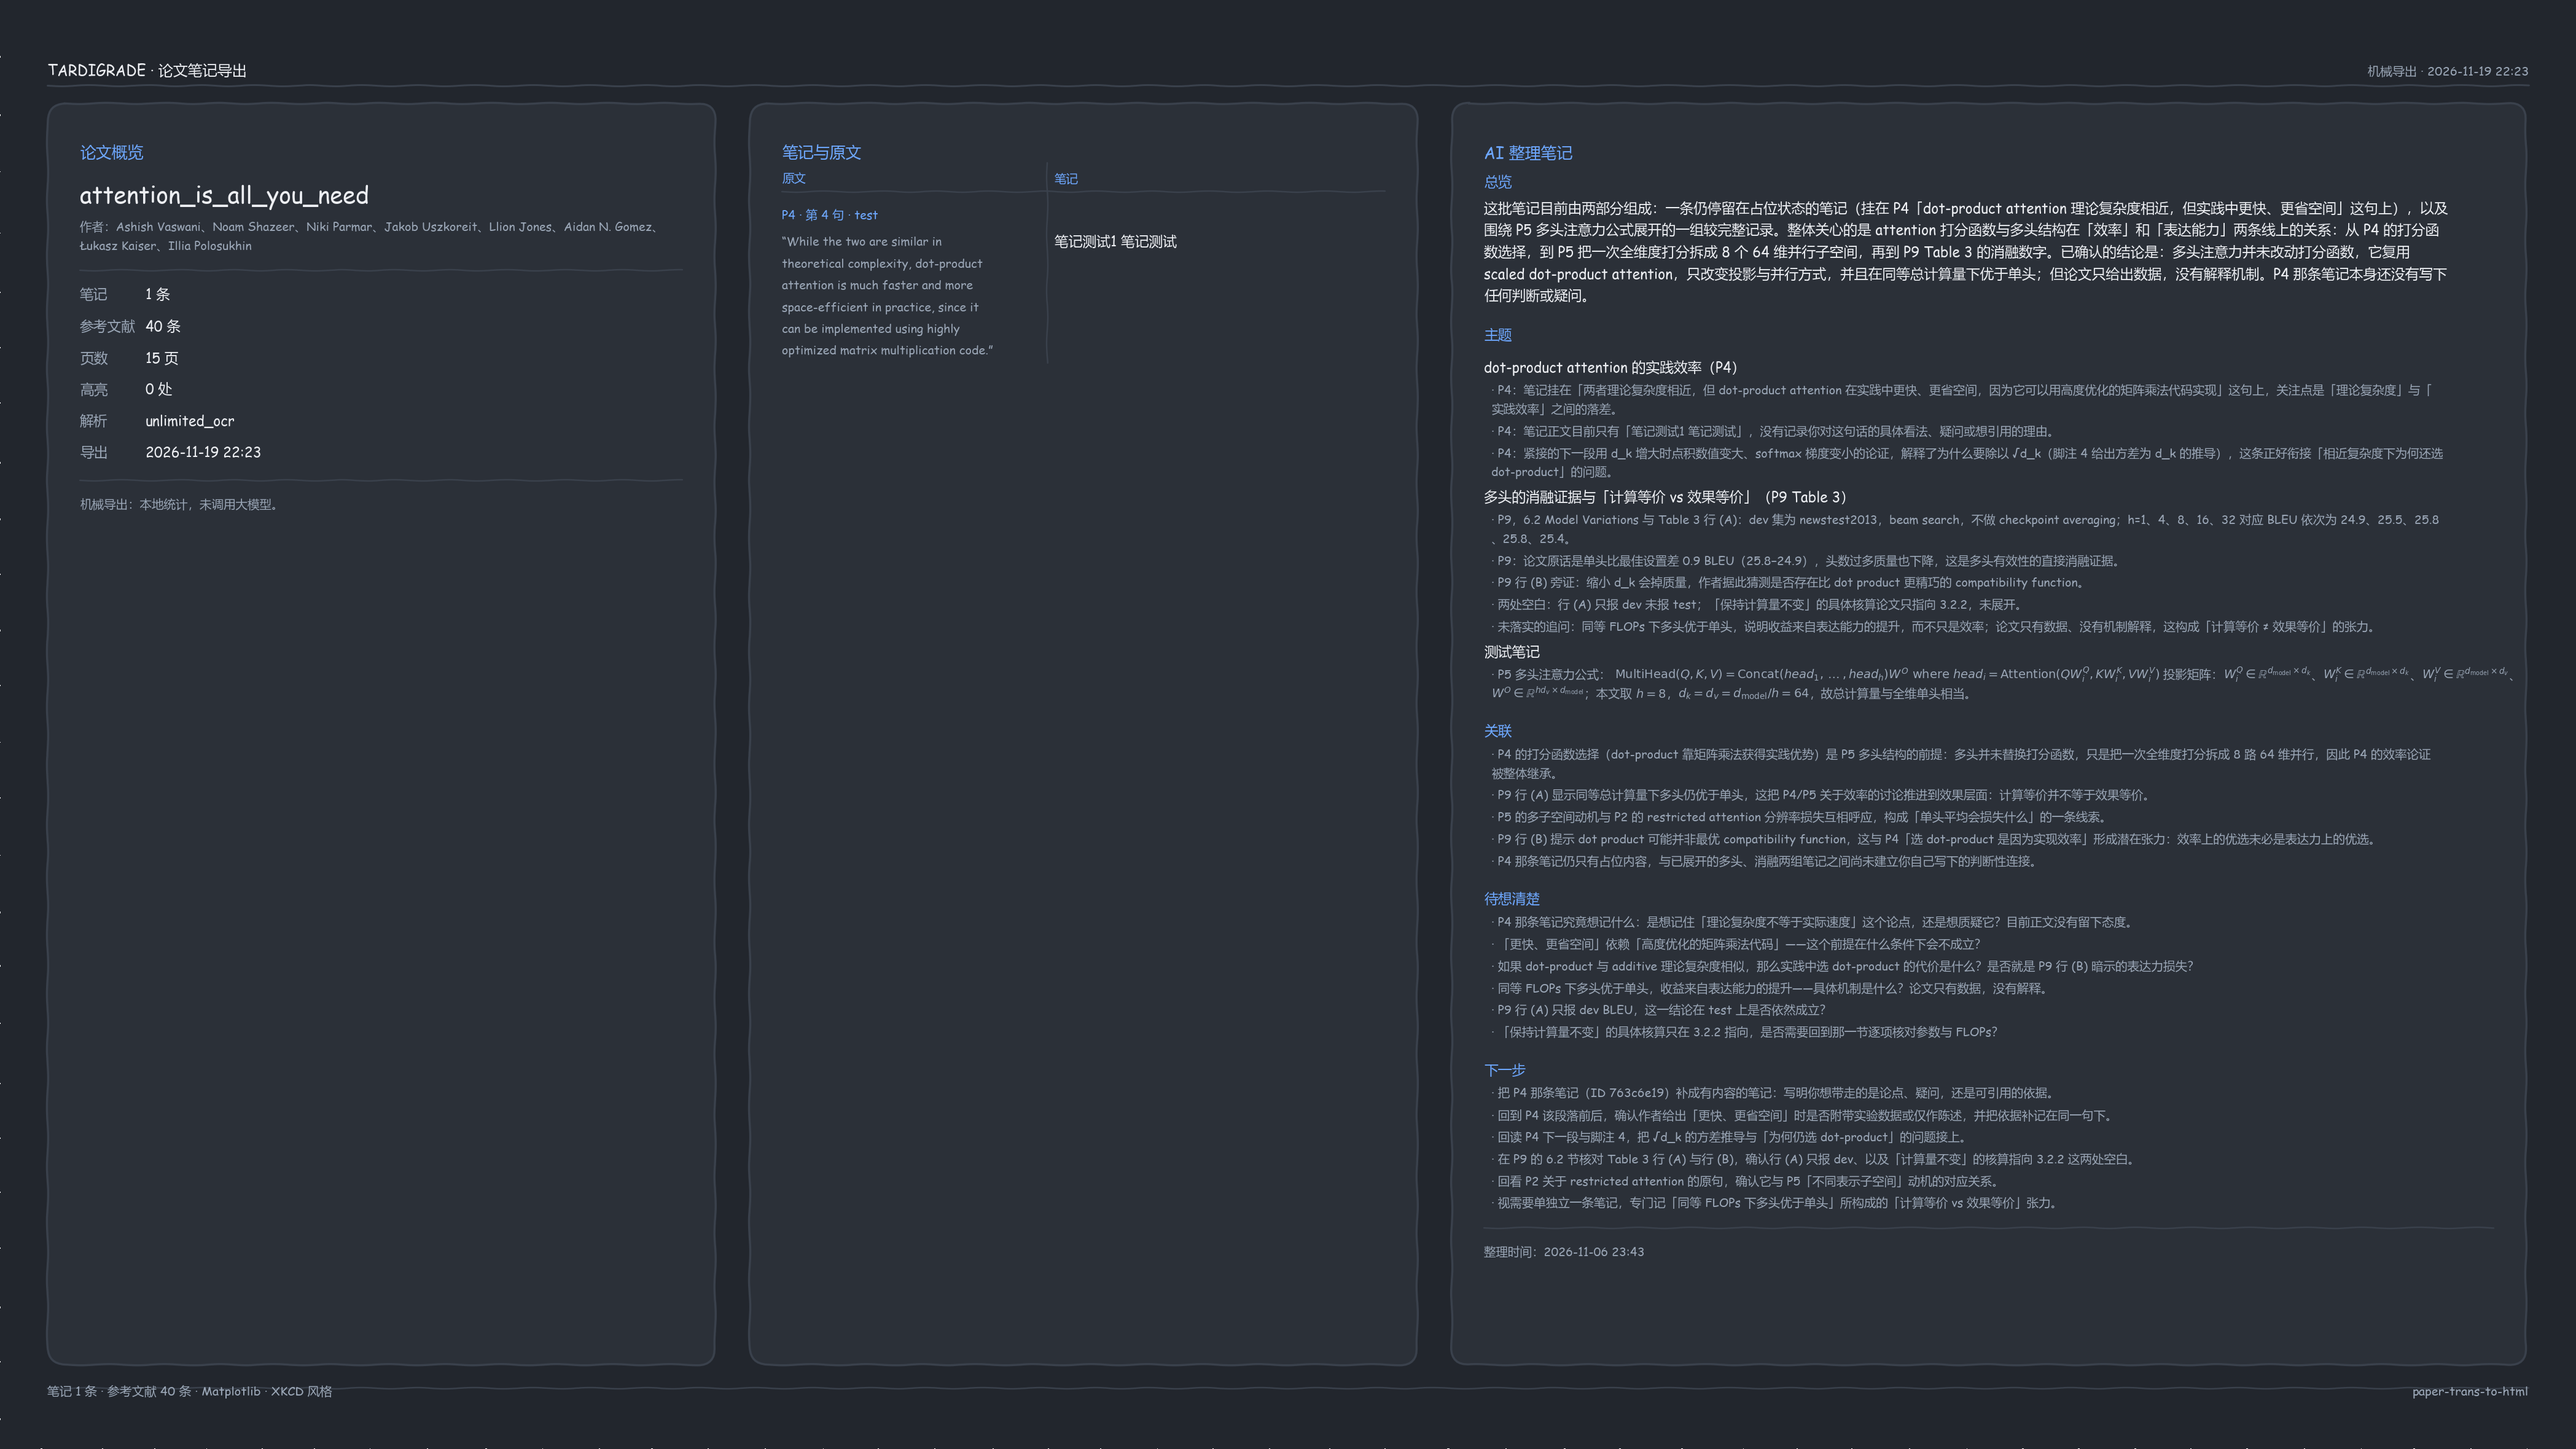 TARDIGRADE · 论文笔记导出
机械导出 · 2026-11-19 22:23
论文概览
attention_is_all_you_need
作者：Ashish Vaswani、Noam Shazeer、Niki Parmar、Jakob Uszkoreit、Llion Jones、Aidan N. Gomez、
Łukasz Kaiser、Illia Polosukhin
笔记 1 条
参考文献 40 条
页数 15 页
高亮 0 处
解析 unlimited_ocr
导出 2026-11-19 22:23
机械导出：本地统计，未调用大模型。
笔记与原文
原文 笔记
P4 · 第 4 句 · test
“While the two are similar in
theoretical complexity, dot-product
attention is much faster and more
space-efficient in practice, since it
can be implemented using highly
optimized matrix multiplication code.”
笔记测试1 笔记测试
AI 整理笔记
总览
这批笔记目前由两部分组成：一条仍停留在占位状态的笔记（挂在 P4「dot-product attention 理论复杂度相近，但实践中更快、更省空间」这句上），以及
围绕 P5 多头注意力公式展开的一组较完整记录。整体关心的是 attention 打分函数与多头结构在「效率」和「表达能力」两条线上的关系：从 P4 的打分函
数选择，到 P5 把一次全维度打分拆成 8 个 64 维并行子空间，再到 P9 Table 3 的消融数字。已确认的结论是：多头注意力并未改动打分函数，它复用
scaled dot-product attention，只改变投影与并行方式，并且在同等总计算量下优于单头；但论文只给出数据，没有解释机制。P4 那条笔记本身还没有写下
任何判断或疑问。
主题
dot-product attention 的实践效率（P4）
· P4：笔记挂在「两者理论复杂度相近，但 dot-product attention 在实践中更快、更省空间，因为它可以用高度优化的矩阵乘法代码实现」这句上，关注点是「理论复杂度」与「
实践效率」之间的落差。
· P4：笔记正文目前只有「笔记测试1 笔记测试」，没有记录你对这句话的具体看法、疑问或想引用的理由。
· P4：紧接的下一段用 d_k 增大时点积数值变大、softmax 梯度变小的论证，解释了为什么要除以 √d_k（脚注 4 给出方差为 d_k 的推导），这条正好衔接「相近复杂度下为何还选
dot-product」的问题。
多头的消融证据与「计算等价 vs 效果等价」（P9 Table 3）
· P9，6.2 Model Variations 与 Table 3 行 (A)：dev 集为 newstest2013，beam search，不做 checkpoint averaging；h=1、4、8、16、32 对应 BLEU 依次为 24.9、25.5、25.8
、25.8、25.4。
· P9：论文原话是单头比最佳设置差 0.9 BLEU（25.8–24.9），头数过多质量也下降，这是多头有效性的直接消融证据。
· P9 行 (B) 旁证：缩小 d_k 会掉质量，作者据此猜测是否存在比 dot product 更精巧的 compatibility function。
· 两处空白：行 (A) 只报 dev 未报 test；「保持计算量不变」的具体核算论文只指向 3.2.2，未展开。
· 未落实的追问：同等 FLOPs 下多头优于单头，说明收益来自表达能力的提升，而不只是效率；论文只有数据、没有机制解释，这构成「计算等价 ≠ 效果等价」的张力。
测试笔记
· P5 多头注意力公式： MultiHead(Q, K, V) = Concat(head₁, … , head_h)W^O where head_i = Attention(QW_i^Q, KW_i^K, VW_i^V) 投影矩阵：W_i^Q ∈ ℝ^{d_model × d_k}、W_i^K ∈ ℝ^{d_model × d_k}、W_i^V ∈ ℝ^{d_model × d_v}、
W^O ∈ ℝ^{hd_v × d_model}；本文取 h = 8，d_k = d_v = d_model/h = 64，故总计算量与全维单头相当。
关联
· P4 的打分函数选择（dot-product 靠矩阵乘法获得实践优势）是 P5 多头结构的前提：多头并未替换打分函数，只是把一次全维度打分拆成 8 路 64 维并行，因此 P4 的效率论证
被整体继承。
· P9 行 (A) 显示同等总计算量下多头仍优于单头，这把 P4/P5 关于效率的讨论推进到效果层面：计算等价并不等于效果等价。
· P5 的多子空间动机与 P2 的 restricted attention 分辨率损失互相呼应，构成「单头平均会损失什么」的一条线索。
· P9 行 (B) 提示 dot product 可能并非最优 compatibility function，这与 P4「选 dot-product 是因为实现效率」形成潜在张力：效率上的优选未必是表达力上的优选。
· P4 那条笔记仍只有占位内容，与已展开的多头、消融两组笔记之间尚未建立你自己写下的判断性连接。
待想清楚
· P4 那条笔记究竟想记什么：是想记住「理论复杂度不等于实际速度」这个论点，还是想质疑它？目前正文没有留下态度。
· 「更快、更省空间」依赖「高度优化的矩阵乘法代码」——这个前提在什么条件下会不成立？
· 如果 dot-product 与 additive 理论复杂度相似，那么实践中选 dot-product 的代价是什么？是否就是 P9 行 (B) 暗示的表达力损失？
· 同等 FLOPs 下多头优于单头，收益来自表达能力的提升——具体机制是什么？论文只有数据，没有解释。
· P9 行 (A) 只报 dev BLEU，这一结论在 test 上是否依然成立？
· 「保持计算量不变」的具体核算只在 3.2.2 指向，是否需要回到那一节逐项核对参数与 FLOPs？
下一步
· 把 P4 那条笔记（ID 763c6e19）补成有内容的笔记：写明你想带走的是论点、疑问，还是可引用的依据。
· 回到 P4 该段落前后，确认作者给出「更快、更省空间」时是否附带实验数据或仅作陈述，并把依据补记在同一句下。
· 回读 P4 下一段与脚注 4，把 √d_k 的方差推导与「为何仍选 dot-product」的问题接上。
· 在 P9 的 6.2 节核对 Table 3 行 (A) 与行 (B)，确认行 (A) 只报 dev、以及「计算量不变」的核算指向 3.2.2 这两处空白。
· 回看 P2 关于 restricted attention 的原句，确认它与 P5「不同表示子空间」动机的对应关系。
· 视需要单独立一条笔记，专门记「同等 FLOPs 下多头优于单头」所构成的「计算等价 vs 效果等价」张力。
整理时间：2026-11-06 23:43
笔记 1 条 · 参考文献 40 条 · Matplotlib · XKCD 风格
paper-trans-to-html